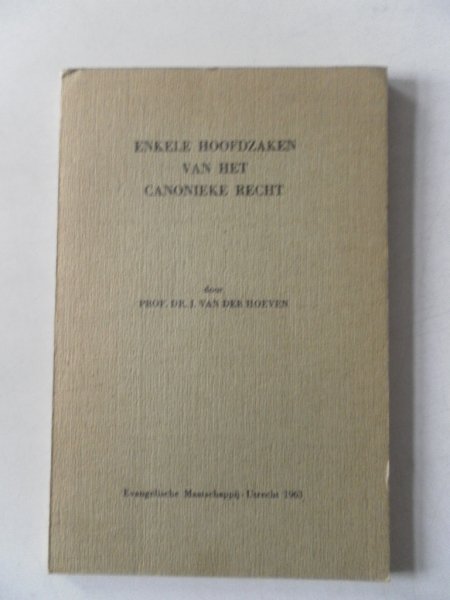 ENKELE HOOFDZAKEN
VAN HET
CANONIEKE RECHT
door
PROF. DR. J. VAN DER HOEVEN
Evangelische Maatschappij - Utrecht 1963